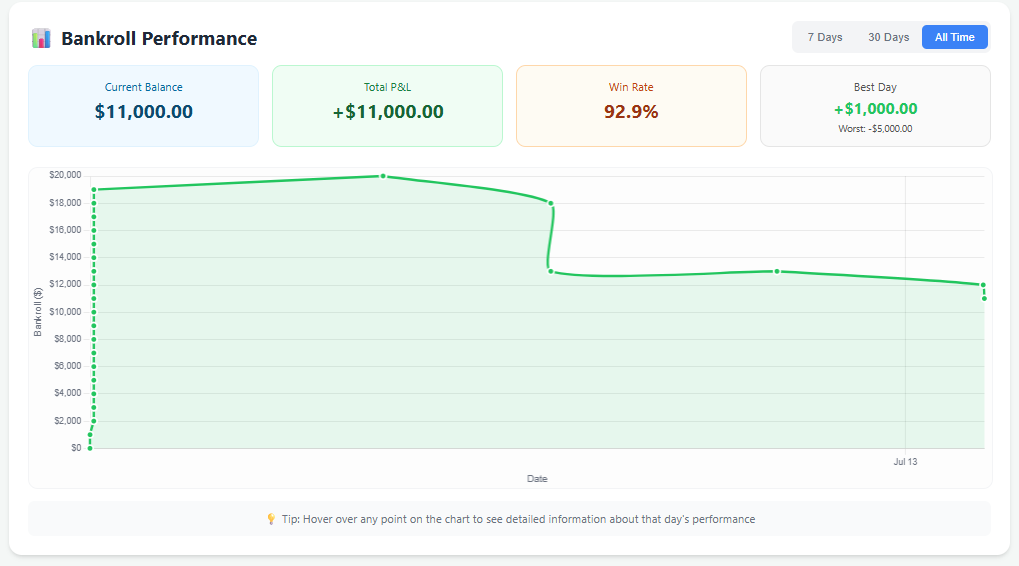 Bankroll Performance
7 Days 30 Days All Time
Current Balance
$11,000.00
Total P&L
+$11,000.00
Win Rate
92.9%
Best Day
+$1,000.00
Worst: -$5,000.00
$20,000
$18,000
$16,000
$14,000
$12,000
$10,000
$8,000
$6,000
$4,000
$2,000
$0
Bankroll ($)
Jul 13
Date
Tip: Hover over any point on the chart to see detailed information about that day's performance